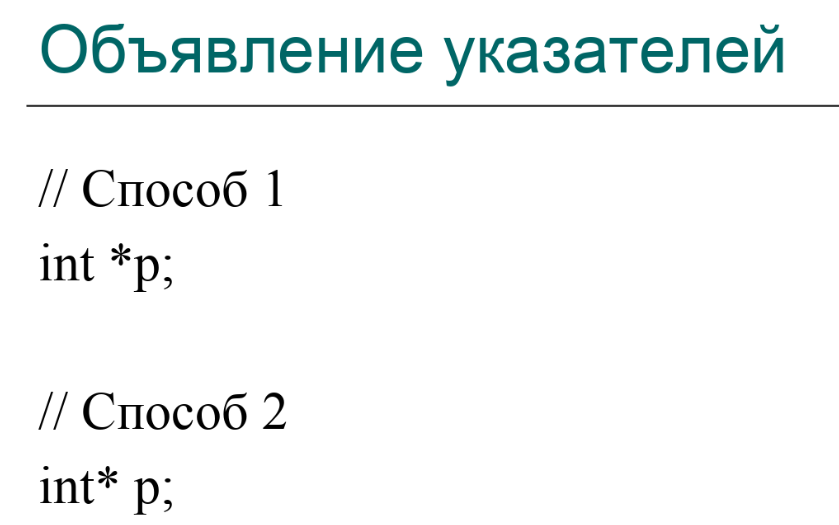 Объявление указателей
// Способ 1
int *p;
// Способ 2
int* p;